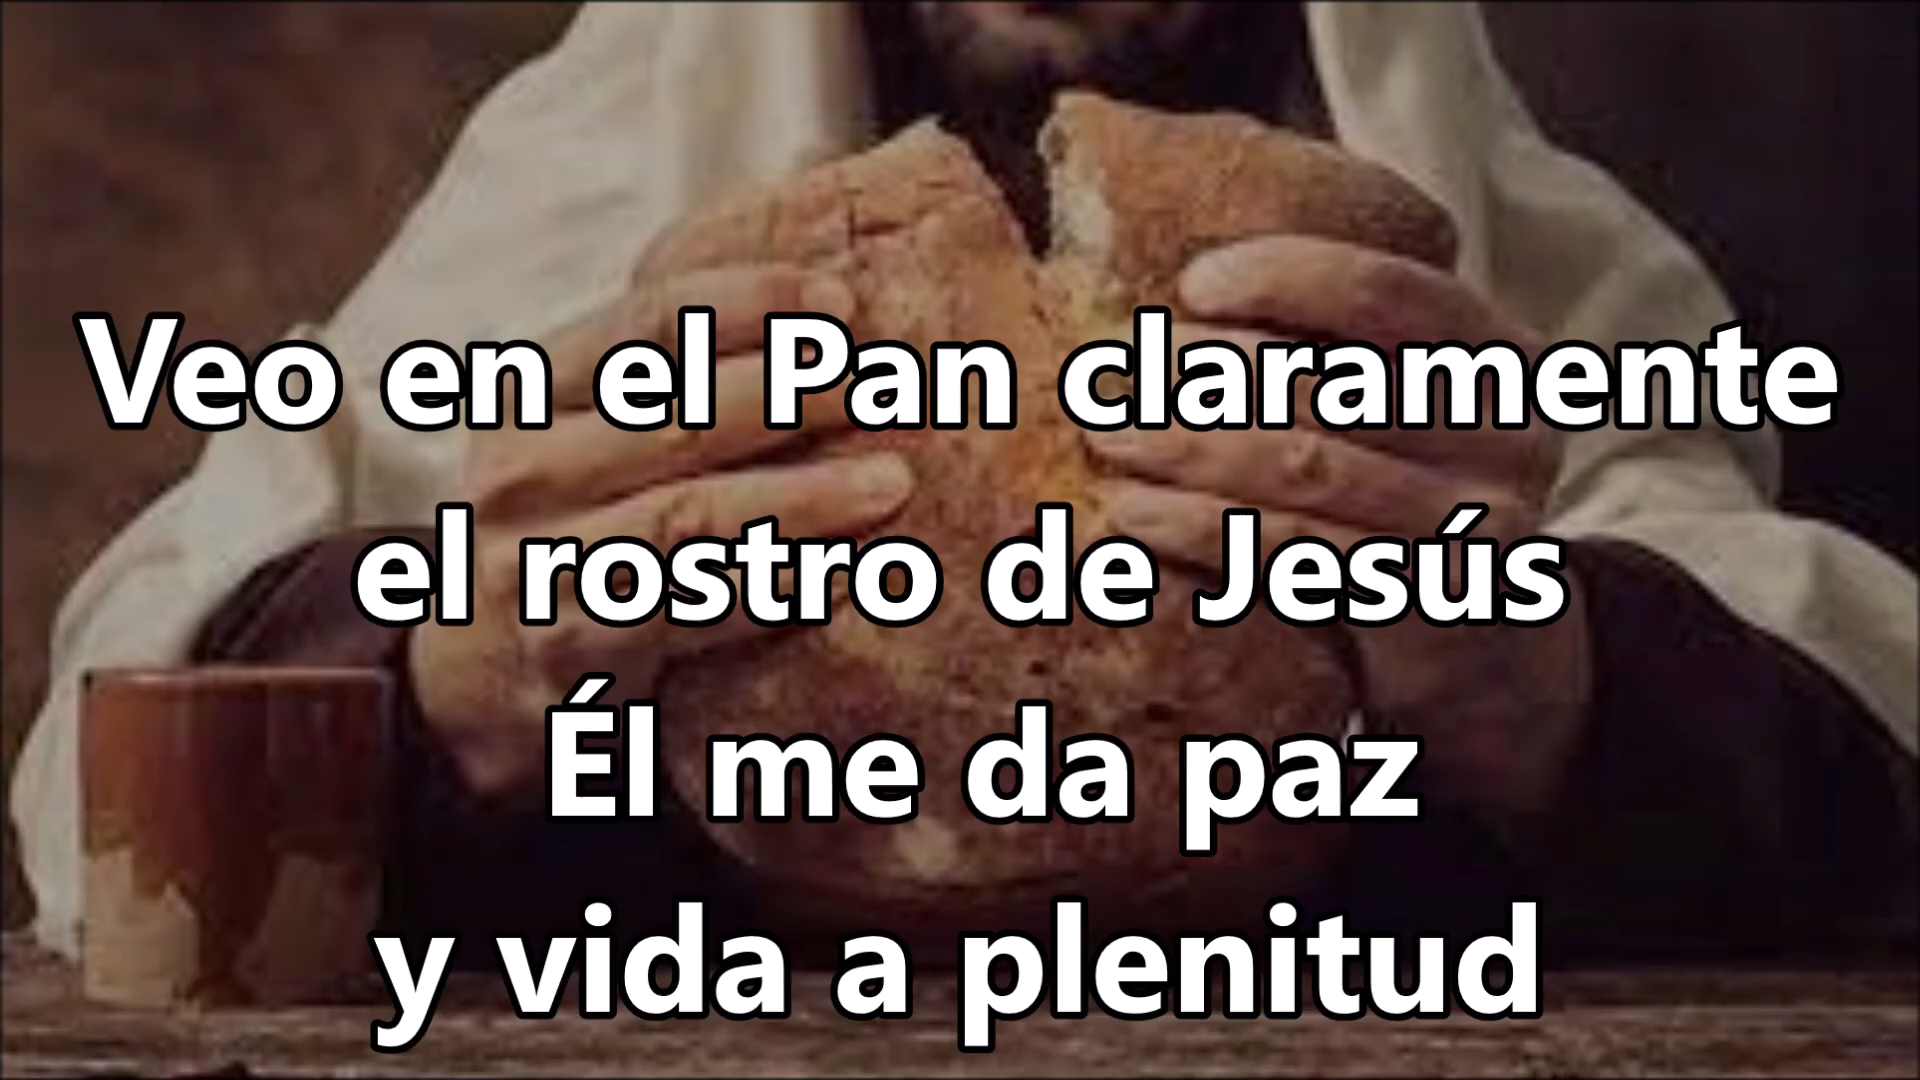 Veo en el Pan claramente
el rostro de Jesús
Él me da paz
y vida a plenitud